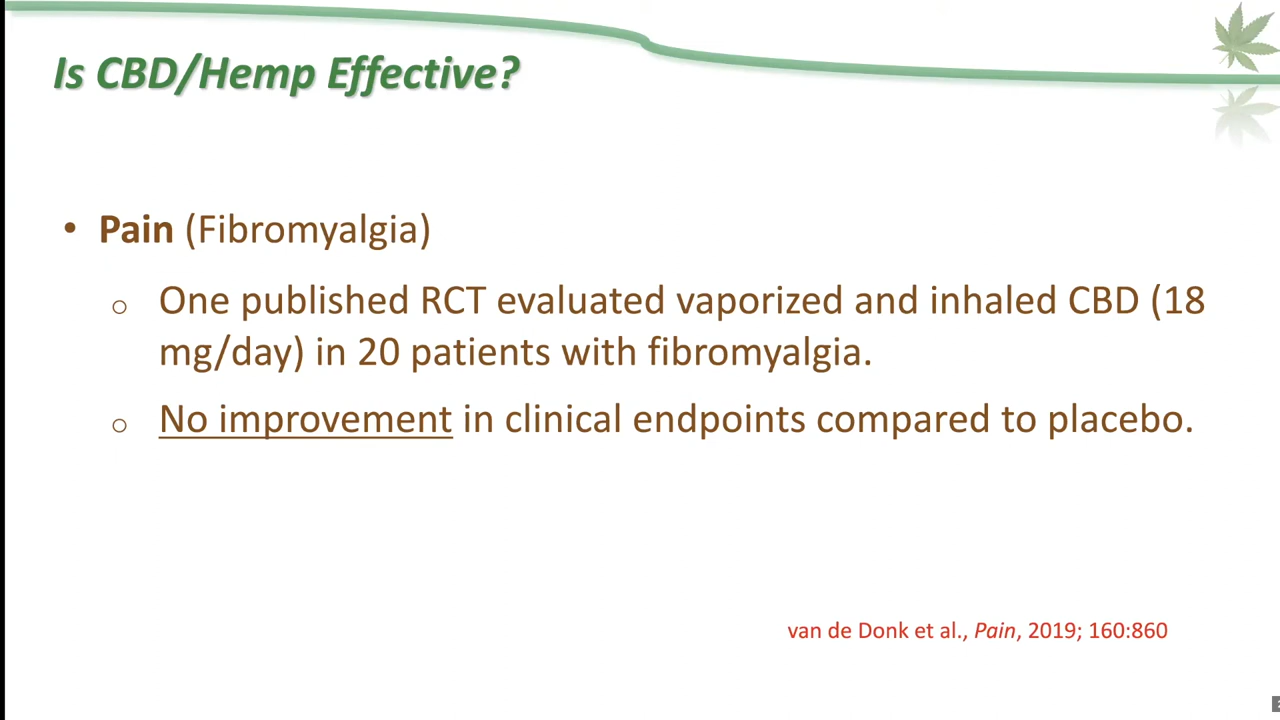 Is CBD/Hemp Effective?
• Pain (Fibromyalgia)
o One published RCT evaluated vaporized and inhaled CBD (18
mg/day) in 20 patients with fibromyalgia.
o No improvement in clinical endpoints compared to placebo.
van de Donk et al., Pain, 2019; 160:860